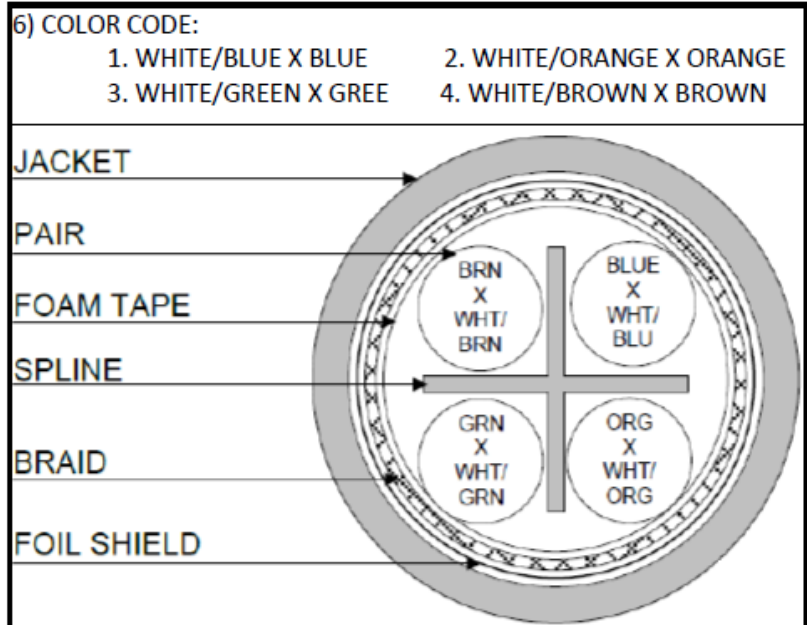 6) COLOR CODE:
1. WHITE/BLUE X BLUE 2. WHITE/ORANGE X ORANGE
3. WHITE/GREEN X GREE 4. WHITE/BROWN X BROWN
JACKET
PAIR
FOAM TAPE
SPLINE
BRAID
FOIL SHIELD
BRN
X
WHT/
BRN
BLUE
X
WHT/
BLU
GRN
X
WHT/
GRN
ORG
X
WHT/
ORG